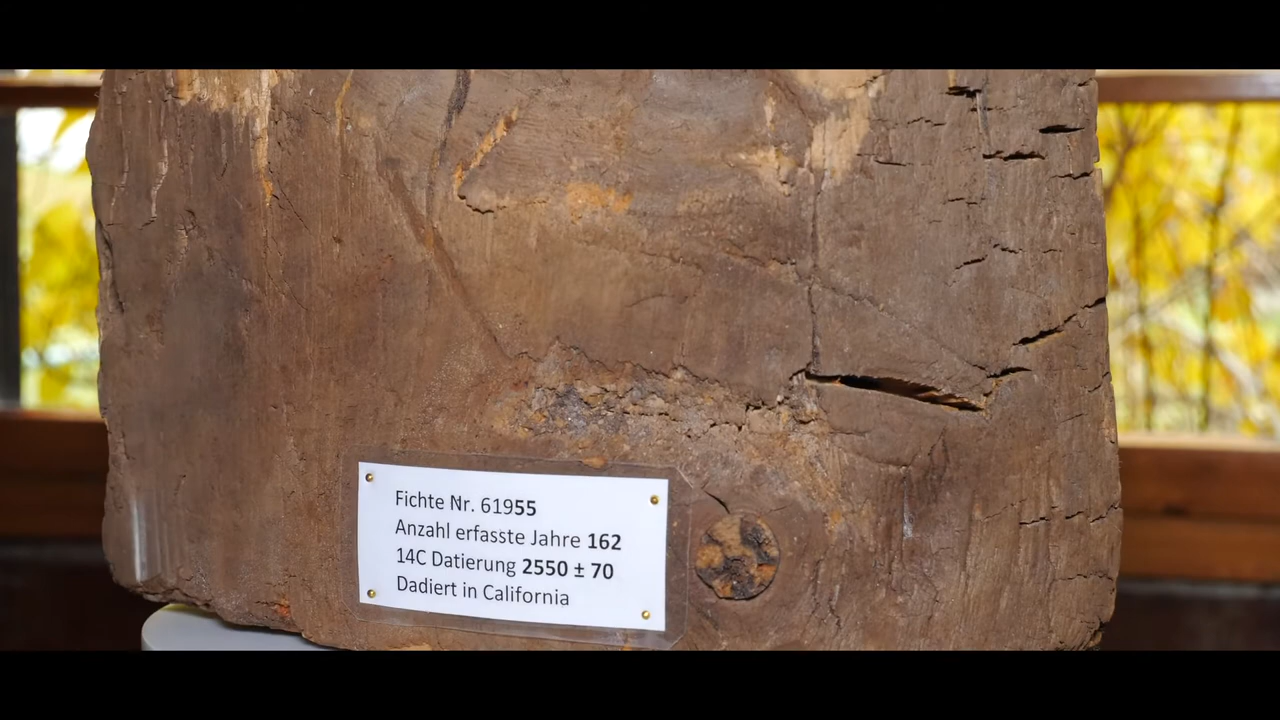 Fichte Nr. 61955
Anzahl erfasste Jahre 162
14C Datierung 2550 ± 70
Dadiert in California